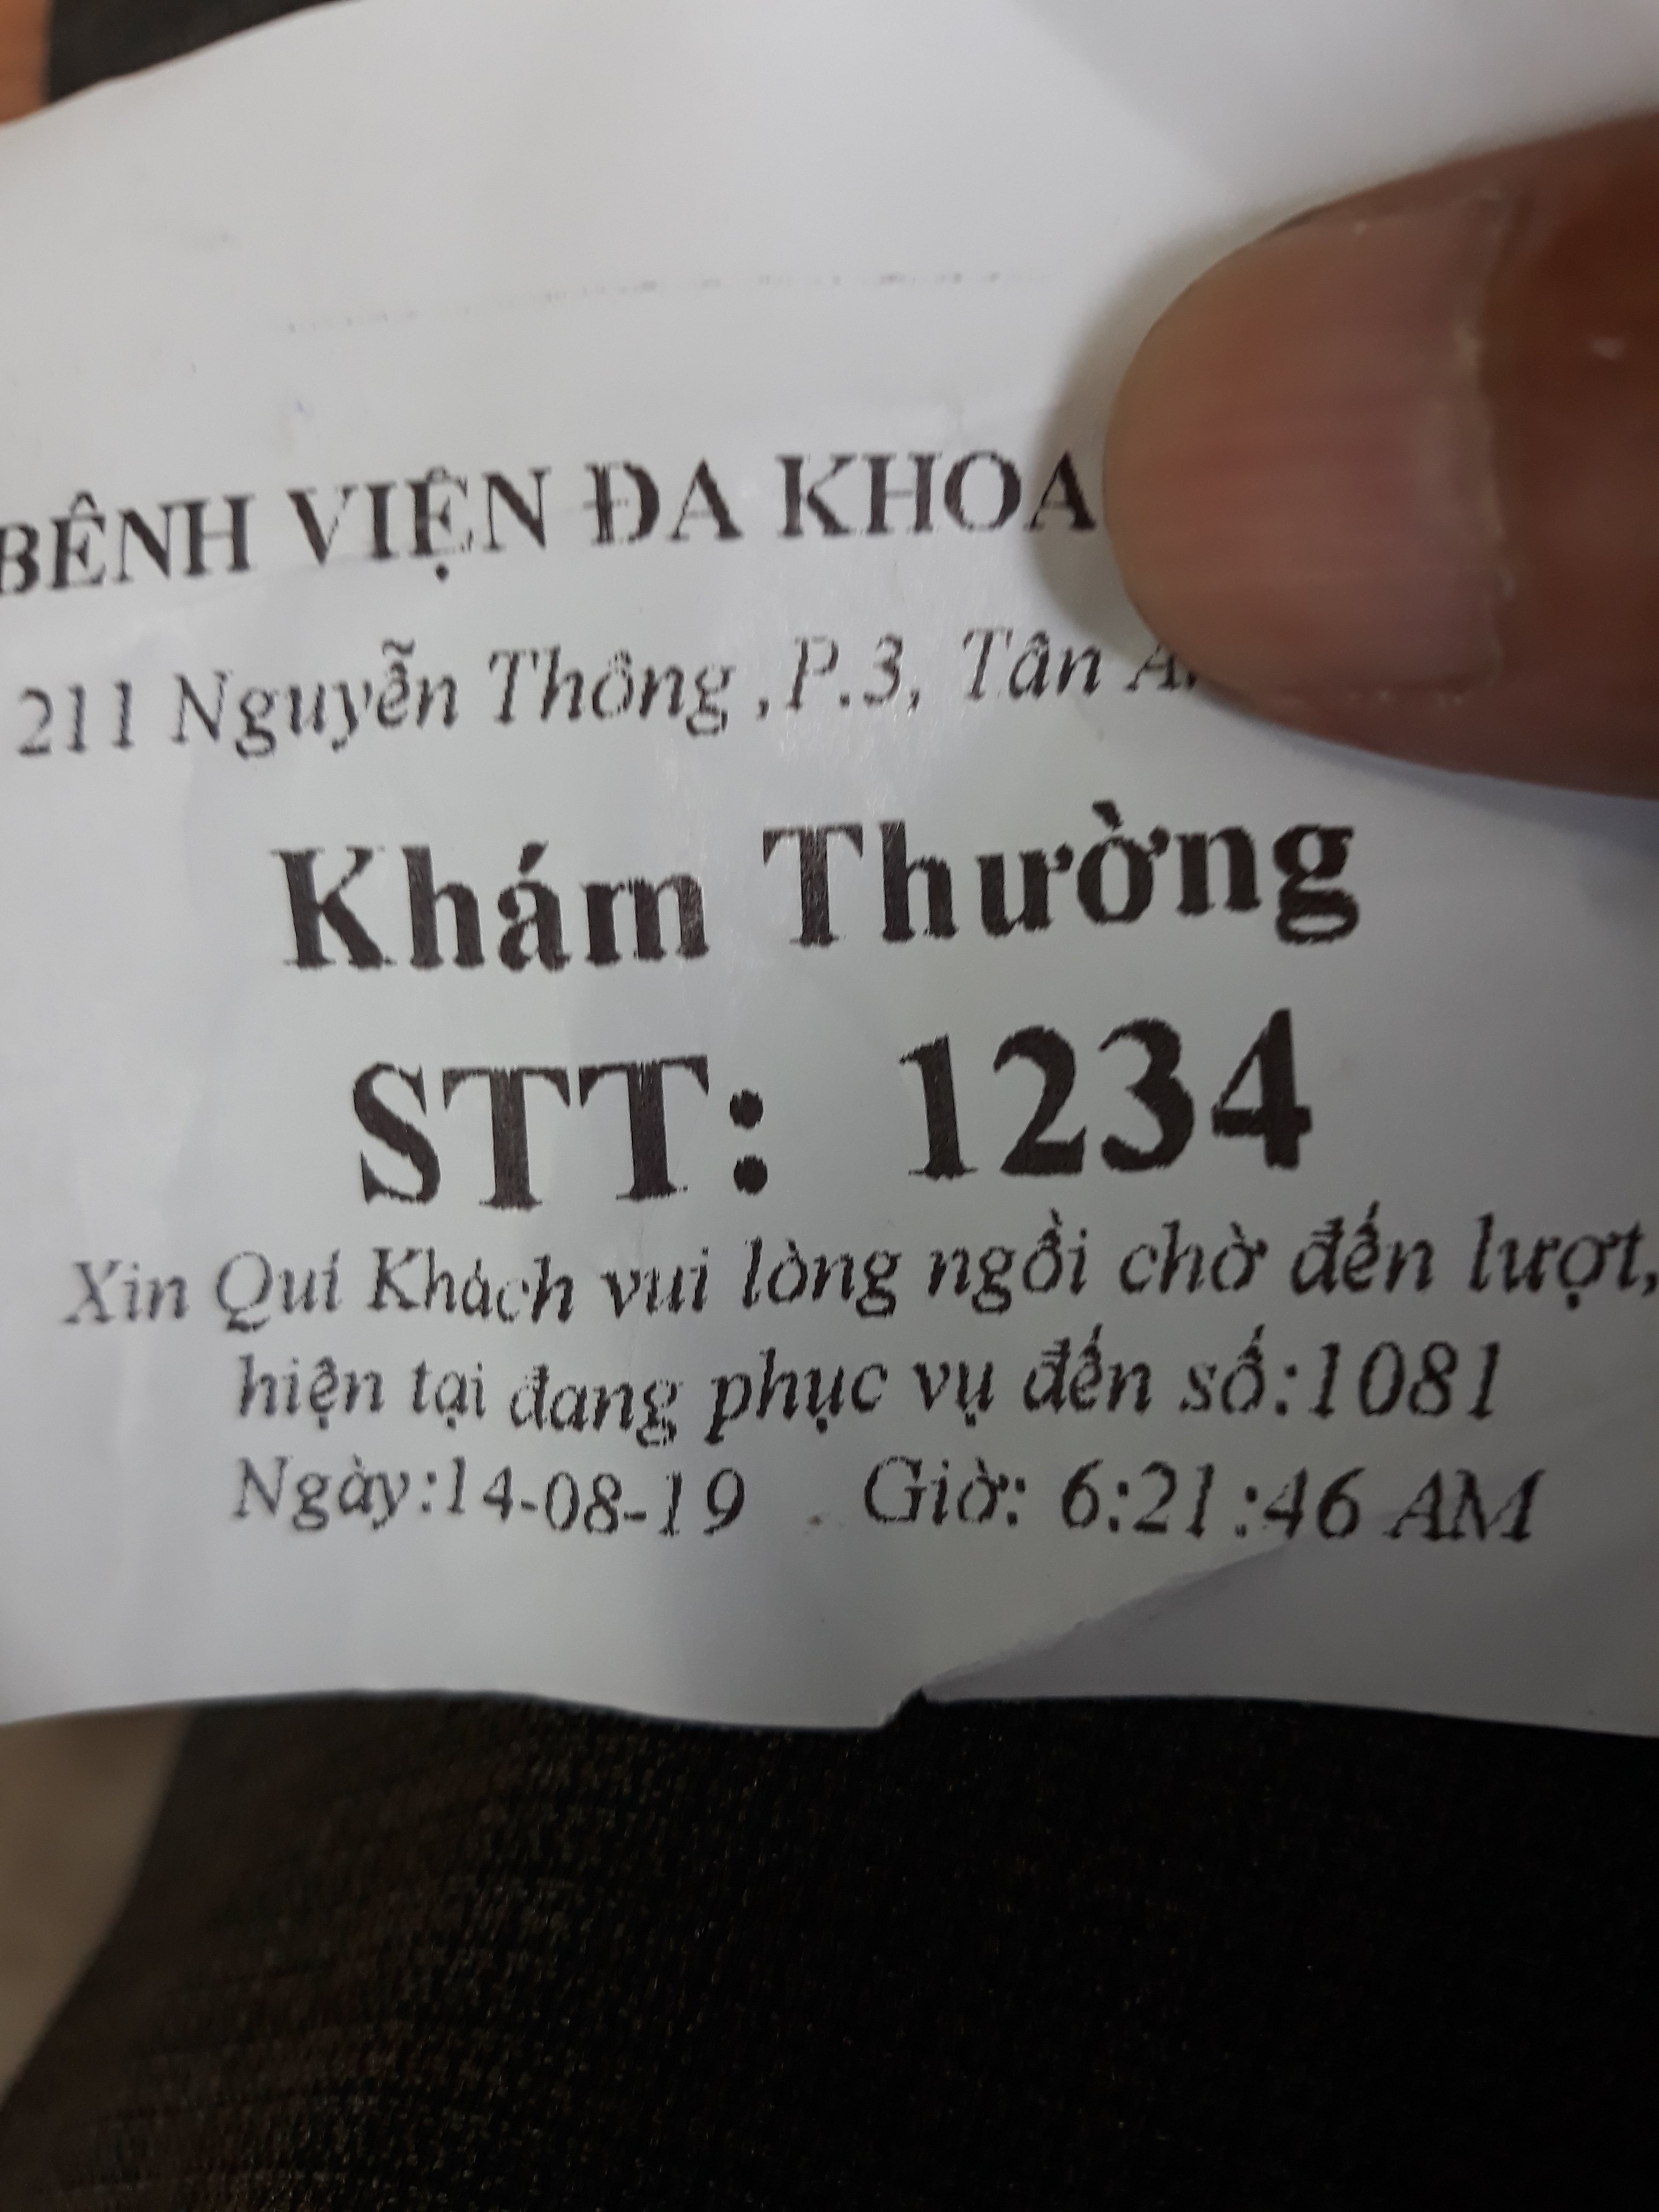 BỆNH VIỆN ĐA KHOA
211 Nguyễn Thông ,P.3, Tân
Khám Thường
STT: 1234
Xin Quí Khách vui lòng ngồi chờ đến lượt,
hiện tại đang phục vụ đến số:1081
Ngày:14-08-19 Giờ: 6:21:46 AM